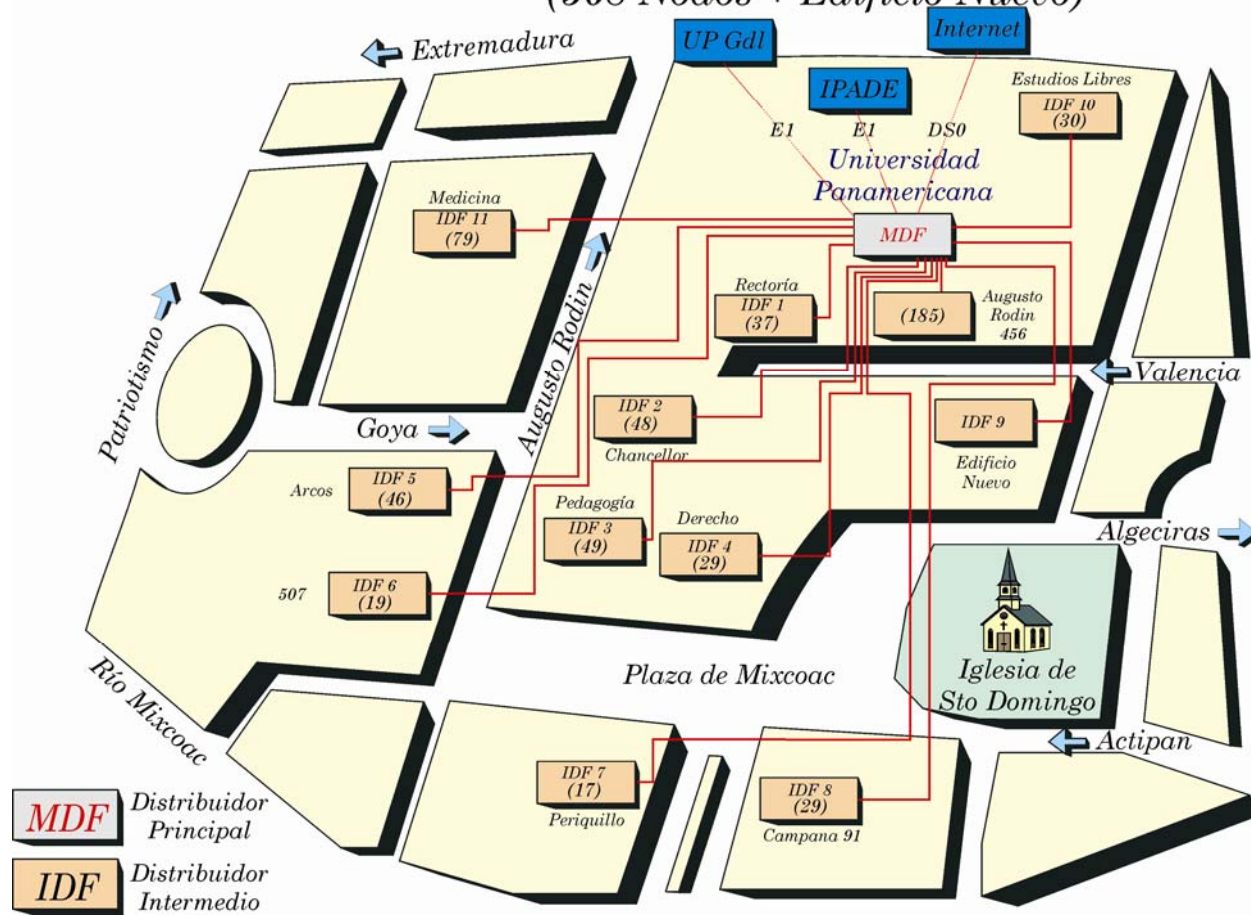 (568 Nodos + Edificio Nuevo)
Extremadura
UP Gdl
Internet
IPADE
Estudios Libres
IDF 10
(30)
E1
E1
DS0
Universidad
Panamericana
Medicina
IDF 11
(79)
MDF
Rectoría
IDF 1
(37)
(185)
Augusto
Rodin
456
Patriotismo
Augusto Rodin
Valencia
Goya
IDF 2
(48)
Chancellor
IDF 9
Edificio
Nuevo
Arcos
IDF 5
(46)
Pedagogía
IDF 3
(49)
Derecho
IDF 4
(29)
Algeciras
507
IDF 6
(19)
Río Mixcoac
Plaza de Mixcoac
Iglesia de
Sto Domingo
Actipan
IDF 7
(17)
Periquillo
IDF 8
(29)
Campana 91
MDF
Distribuidor
Principal
IDF
Distribuidor
Intermedio